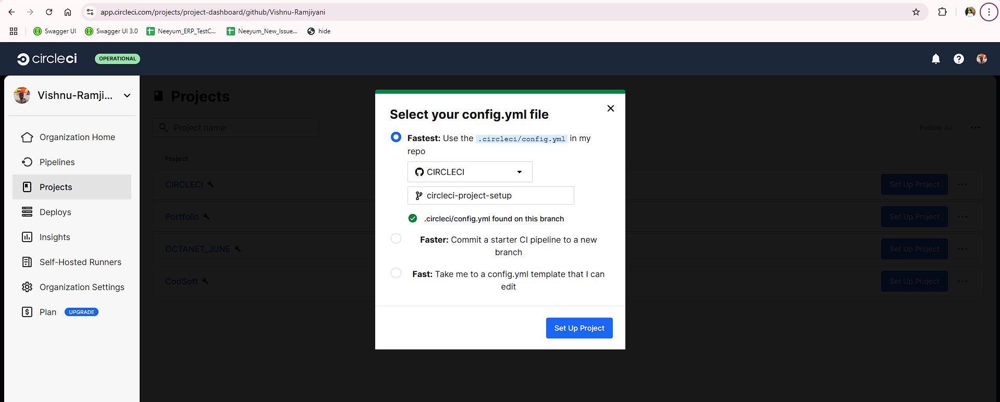 app.circleci.com/projects/project-dashboard/github/Vishnu-Ramjiyani
Swagger UI
Swagger UI 3.0
Neeyum_ERP_TestC...
Neeyum_New_Issue...
hide
circleci
OPERATIONAL
Vishnu-Ramji...
Organization Home
Pipelines
Projects
Deploys
Insights
Self-Hosted Runners
Organization Settings
Plan
UPGRADE
Projects
Project name
Follow All
Project
CIRCLECI
Set Up Project
Portfolio
Set Up Project
OCTANET_JUNE
Set Up Project
CodSoft
Set Up Project
Select your config.yml file
Fastest: Use the .circleci/config.yml in my
repo
CIRCLECI
circleci-project-setup
.circleci/config.yml found on this branch
Faster: Commit a starter CI pipeline to a new
branch
Fast: Take me to a config.yml template that I can
edit
Set Up Project